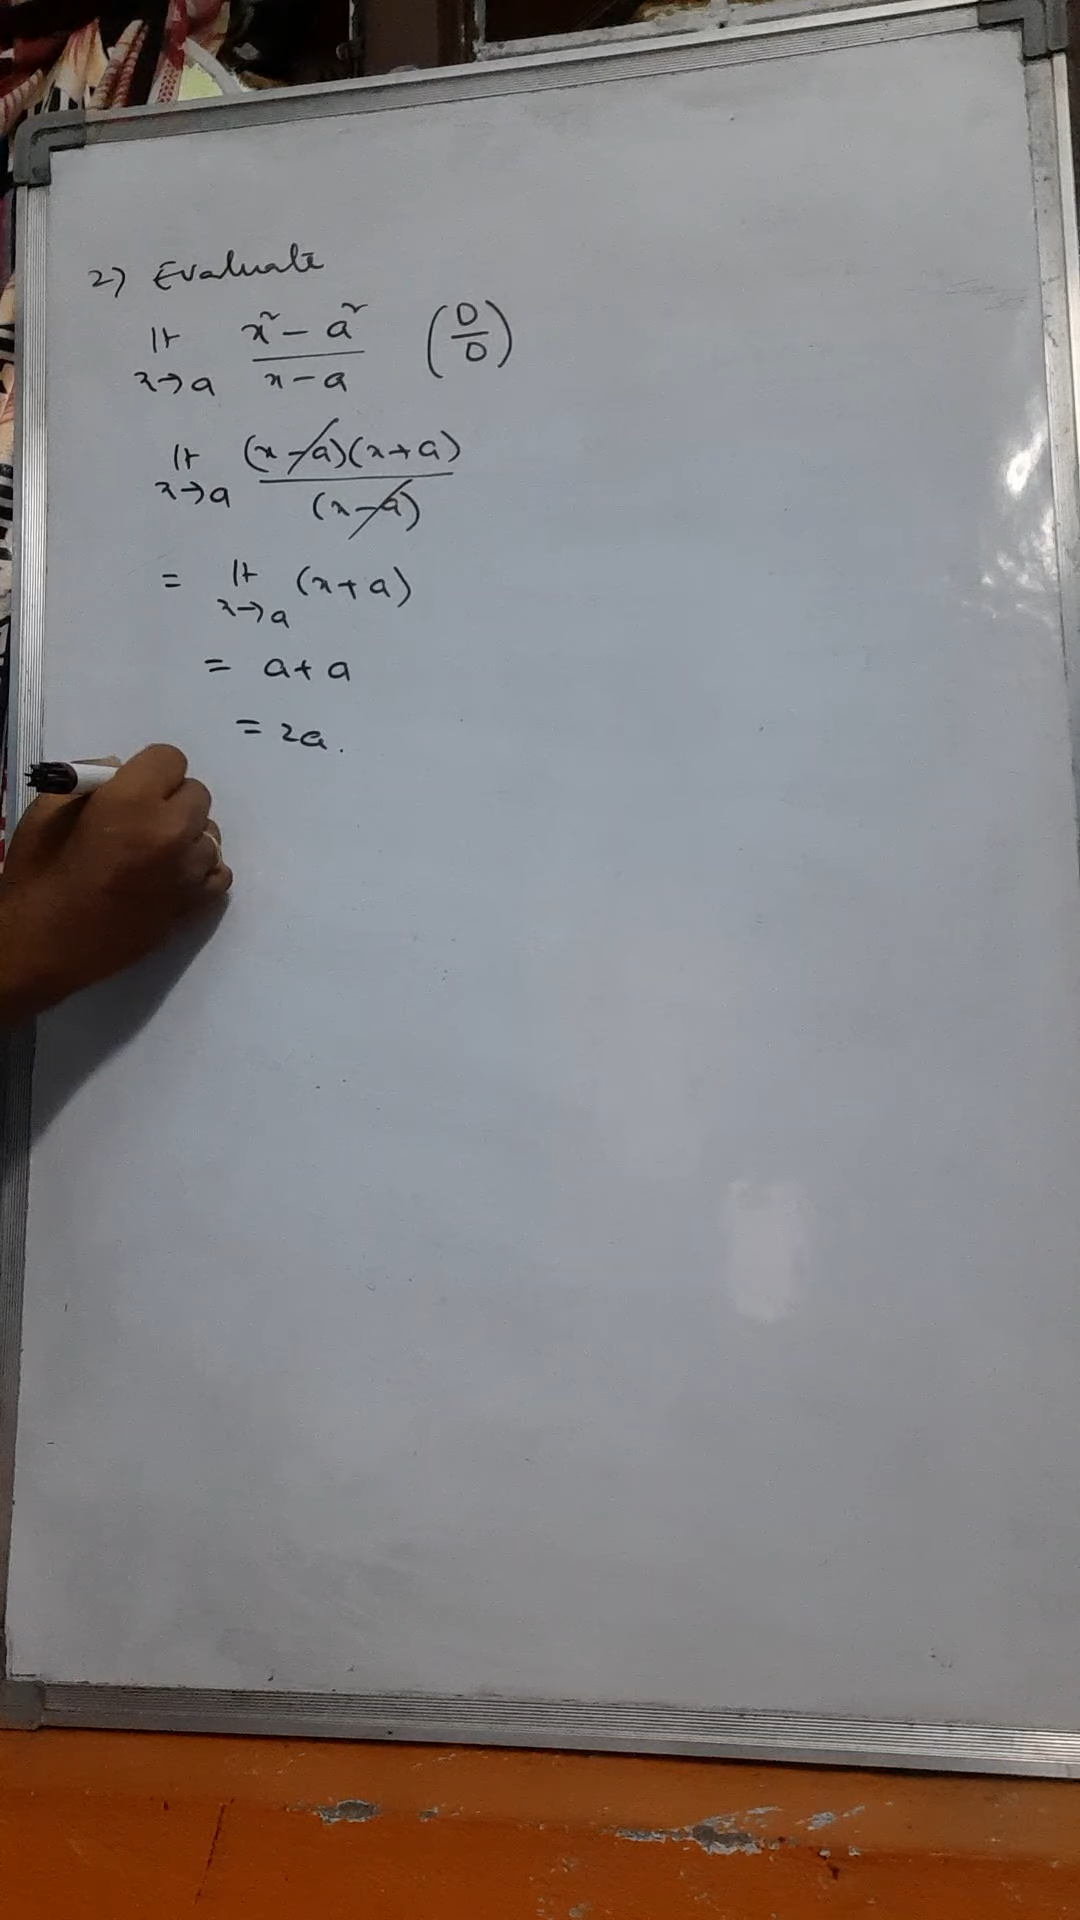 2) Evaluate
lt x→a (x² - a²)/(x - a) (0/0)
lt x→a (x-a)(x+a)/(x-a)
= lt x→a (x+a)
= a+a
= 2a.